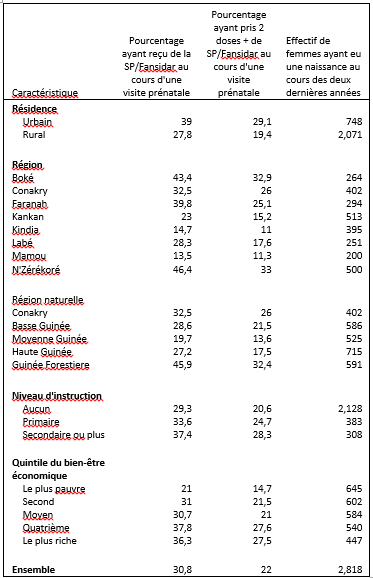 Caractéristique Pourcentage ayant reçu de la SP/Fansidar au cours d'une visite prénatale Pourcentage ayant pris 2 doses + de SP/Fansidar au cours d'une visite prénatale Effectif de femmes ayant eu une naissance au cours des deux dernières années
Résidence
Urbain 39 29,1 748
Rural 27,8 19,4 2,071
Région
Boké 43,4 32,9 264
Conakry 32,5 26 402
Faranah 39,8 25,1 294
Kankan 23 15,2 513
Kindia 14,7 11 395
Labé 28,3 17,6 251
Mamou 13,5 11,3 200
N'Zérékoré 46,4 33 500
Région naturelle
Conakry 32,5 26 402
Basse Guinée 28,6 21,5 586
Moyenne Guinée 19,7 13,6 525
Haute Guinée 27,2 17,5 715
Guinée Forestiere 45,9 32,4 591
Niveau d'instruction
Aucun 29,3 20,6 2,128
Primaire 33,6 24,7 383
Secondaire ou plus 37,4 28,3 308
Quintile du bien-être
économique
Le plus pauvre 21 14,7 645
Second 31 21,5 602
Moyen 30,7 21 584
Quatrième 37,8 27,6 540
Le plus riche 36,3 27,5 447
Ensemble 30,8 22 2,818